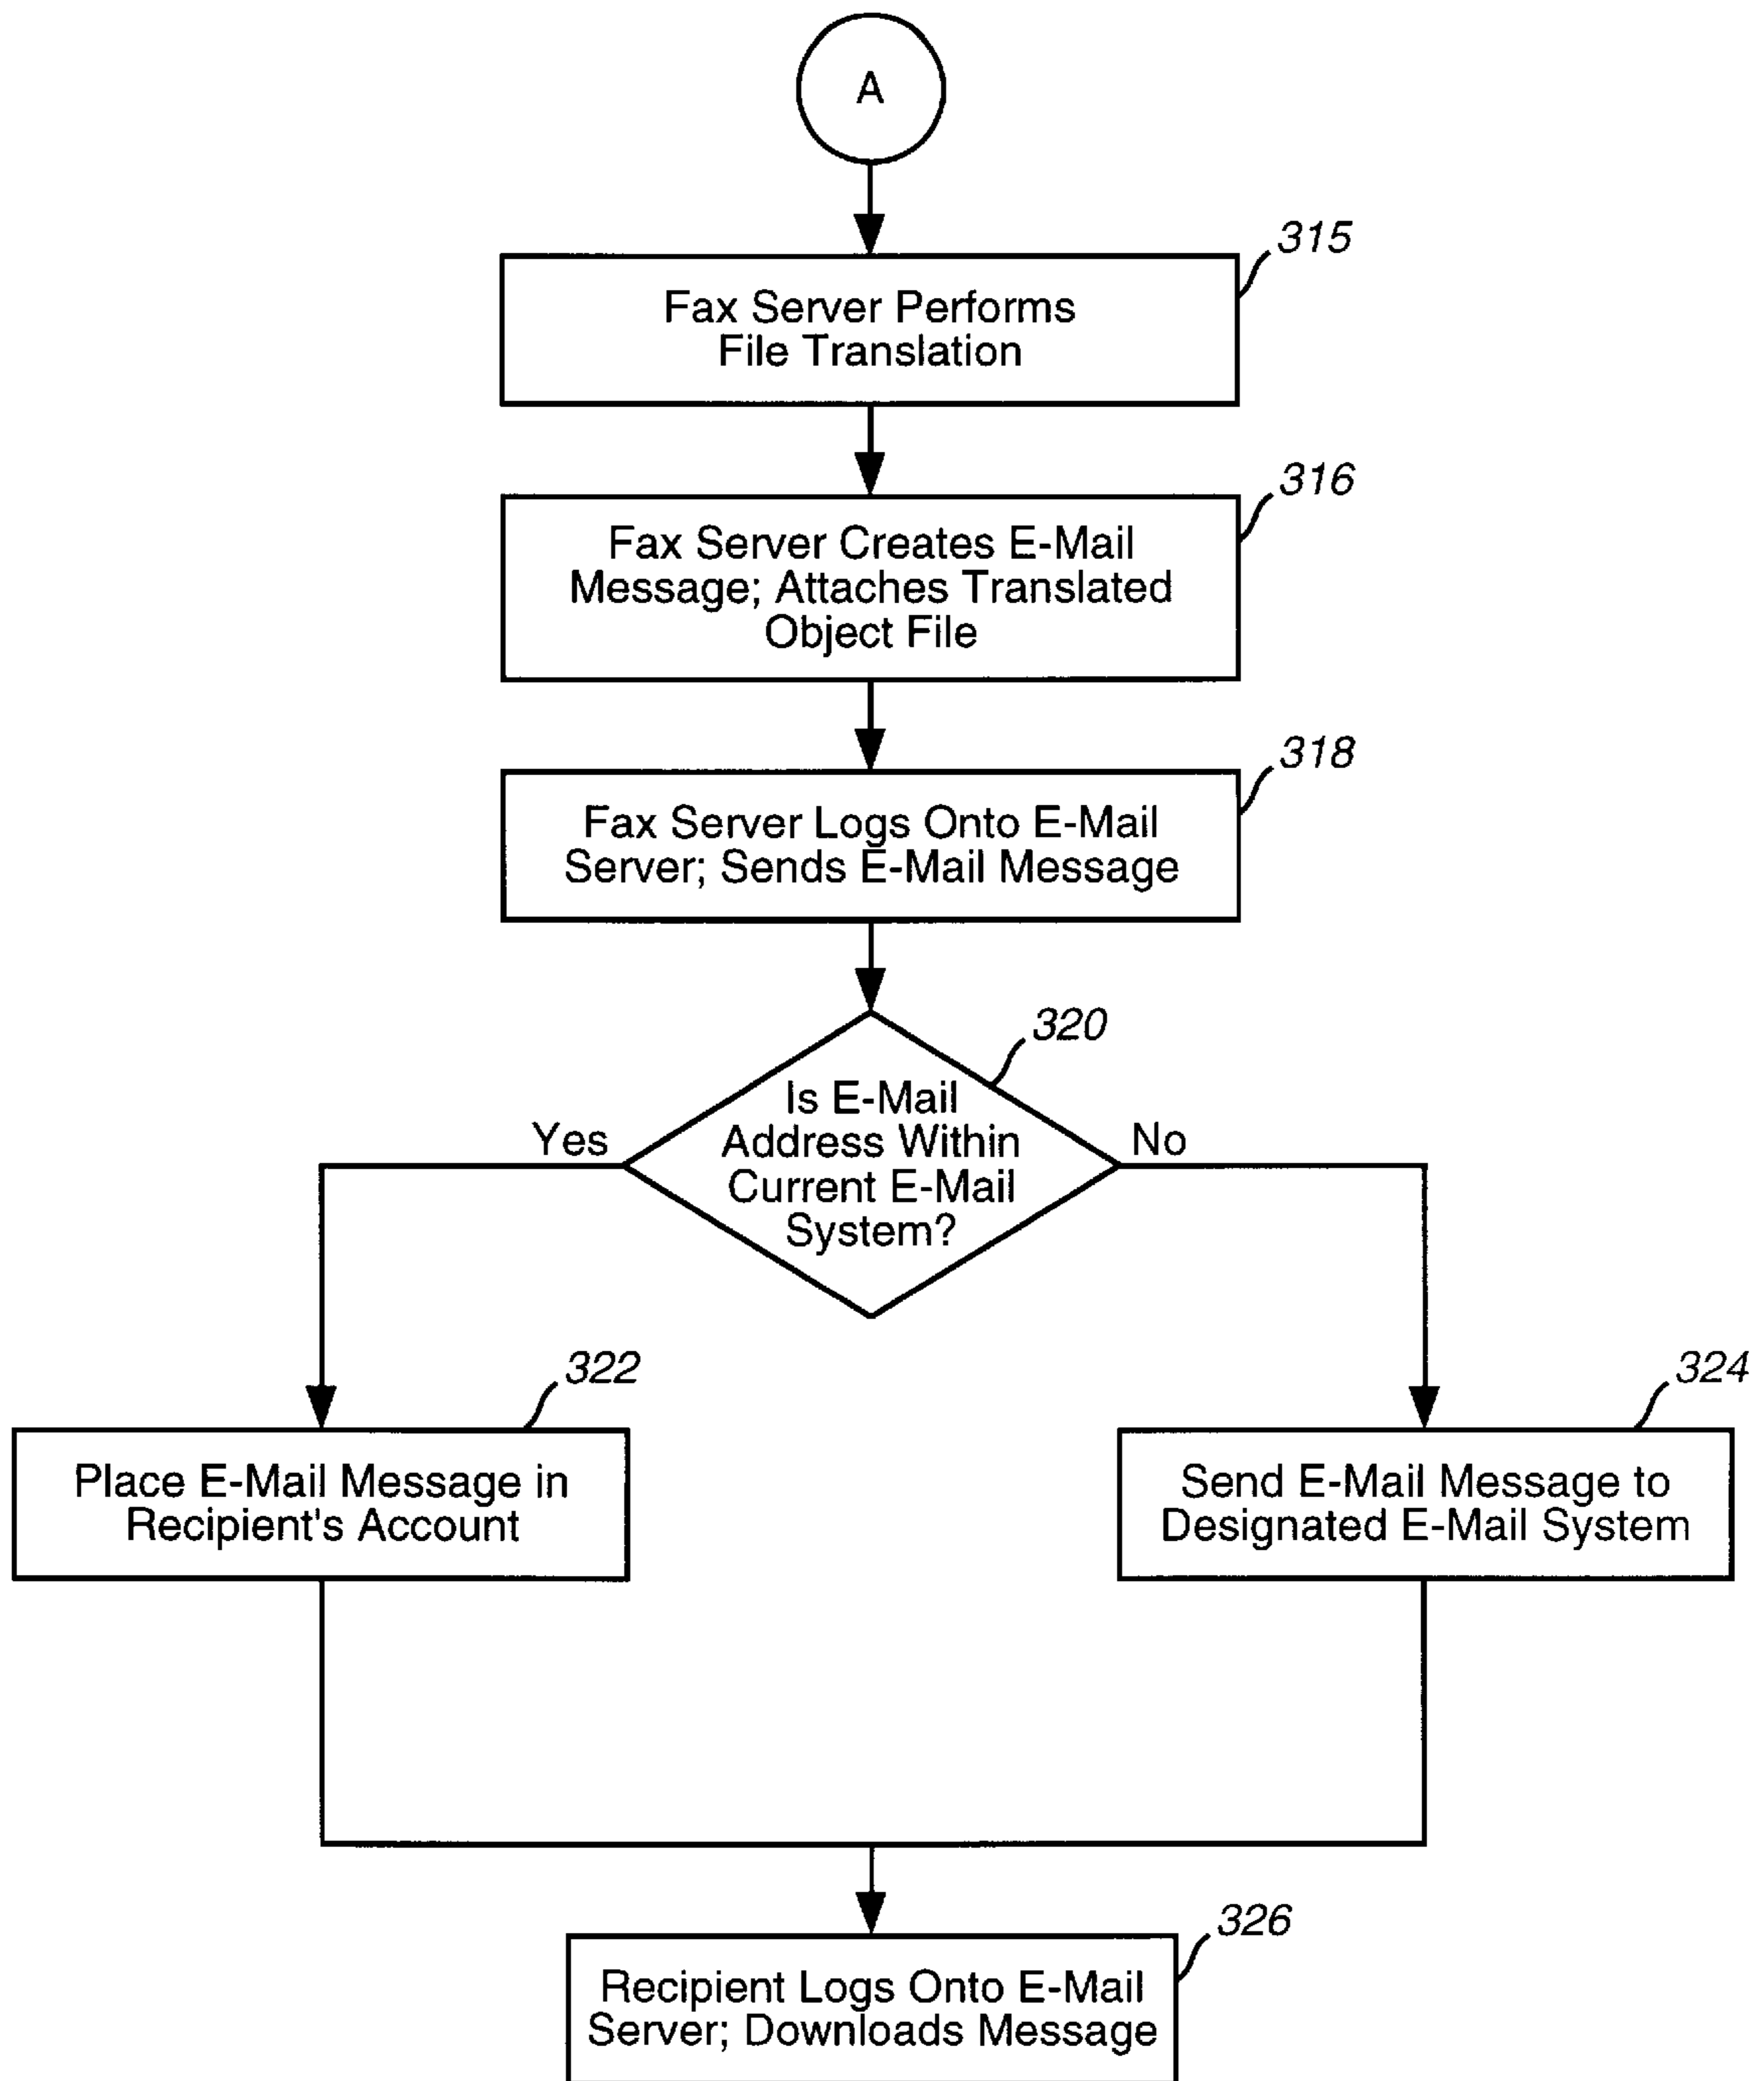 A
315
Fax Server Performs
File Translation
316
Fax Server Creates E-Mail
Message; Attaches Translated
Object File
318
Fax Server Logs Onto E-Mail
Server; Sends E-Mail Message
320
Is E-Mail
Address Within
Current E-Mail
System?
Yes
No
322
Place E-Mail Message in
Recipient's Account
324
Send E-Mail Message to
Designated E-Mail System
326
Recipient Logs Onto E-Mail
Server; Downloads Message